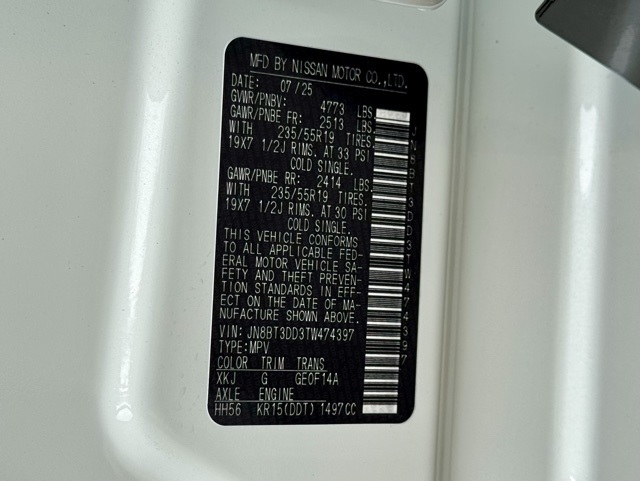 MFD BY NISSAN MOTOR CO.,LTD.
DATE: 07/25
GVWR/PNBV: 4773 LBS.
GAWR/PNBE FR: 2513 LBS.
WITH 235/55R19 TIRES.
19X7 1/2J RIMS. AT 33 PSI
COLD SINGLE.
GAWR/PNBE RR: 2414 LBS.
WITH 235/55R19 TIRES.
19X7 1/2J RIMS. AT 30 PSI
COLD SINGLE.
THIS VEHICLE CONFORMS
TO ALL APPLICABLE FED-
ERAL MOTOR VEHICLE SA-
FETY AND THEFT PREVEN-
TION STANDARDS IN EFF-
ECT ON THE DATE OF MA-
NUFACTURE SHOWN ABOVE.
VIN: JN8BT3DD3TW474397
TYPE:MPV
COLOR TRIM TRANS
XKJ G GE0F14A
AXLE ENGINE
HH56 KR15(DDT) 1497CC
JN8BT3DD3TW474397